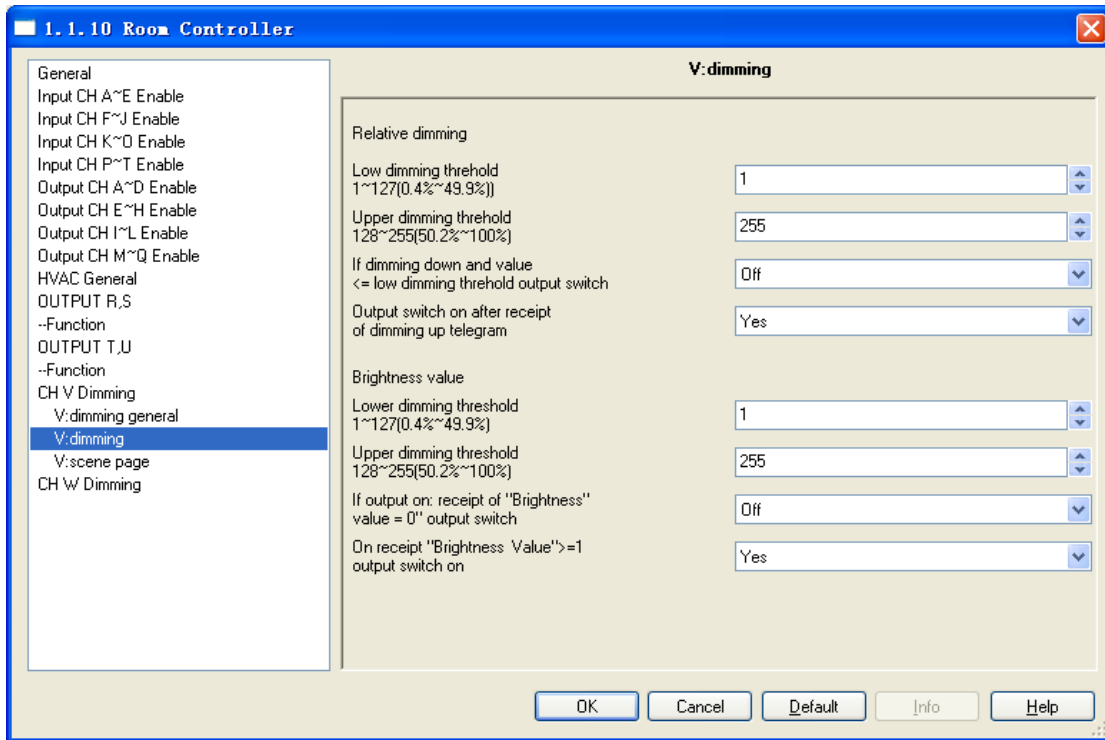 1.1.10 Room Controller
General
Input CH A~E Enable
Input CH F~J Enable
Input CH K~O Enable
Input CH P~T Enable
Output CH A~D Enable
Output CH E~H Enable
Output CH I~L Enable
Output CH M~Q Enable
HVAC General
OUTPUT R,S
--Function
OUTPUT T,U
--Function
CH V Dimming
V:dimming general
V:dimming
V:scene page
CH W Dimming
V:dimming
Relative dimming
Low dimming threhold
1~127(0.4%~49.9%))
1
Upper dimming threhold
128~255(50.2%~100%)
255
If dimming down and value
<= low dimming threhold output switch
Off
Output switch on after receipt
of dimming up telegram
Yes
Brightness value
Lower dimming threshold
1~127(0.4%~49.9%)
1
Upper dimming threshold
128~255(50.2%~100%)
255
If output on: receipt of "Brightness"
value = 0" output switch
Off
On receipt "Brightness Value">=1
output switch on
Yes
OK
Cancel
Default
Info
Help